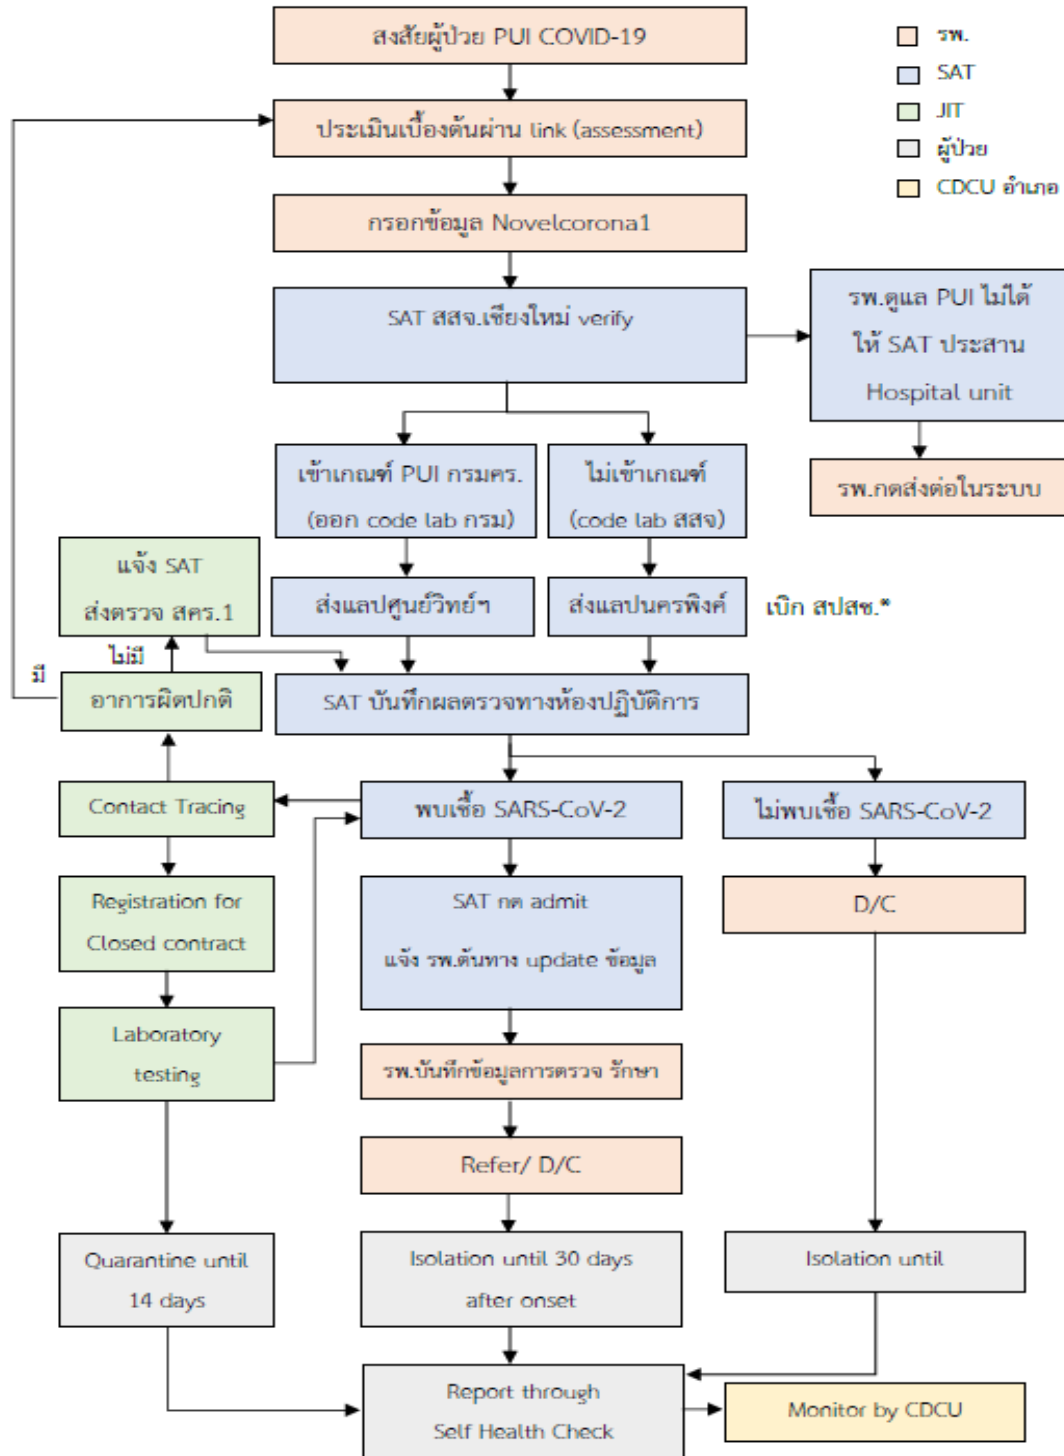 สงสัยผู้ป่วย PUI COVID-19
รพ.
SAT
JIT
ผู้ป่วย
CDCU อำเภอ
ประเมินเบื้องต้นผ่าน link (assessment)
กรอกข้อมูล Novelcorona1
SAT สสจ.เชียงใหม่ verify
รพ.ดูแล PUI ไม่ได้
ให้ SAT ประสาน
Hospital unit
รพ.กดส่งต่อในระบบ
เข้าเกณฑ์ PUI กรมคร.
(ออก code lab กรม)
ไม่เข้าเกณฑ์
(code lab สสจ)
แจ้ง SAT
ส่งตรวจ สคร.1
ส่งแลปศูนย์วิทย์ฯ
ส่งแลปนครพิงค์
เบิก สปสช.*
ไม่มี
มี
อาการผิดปกติ
SAT บันทึกผลตรวจทางห้องปฏิบัติการ
Contact Tracing
พบเชื้อ SARS-CoV-2
ไม่พบเชื้อ SARS-CoV-2
Registration for
Closed contract
SAT กด admit
แจ้ง รพ.ต้นทาง update ข้อมูล
D/C
Laboratory
testing
รพ.บันทึกข้อมูลการตรวจ รักษา
Refer/ D/C
Quarantine until
14 days
Isolation until 30 days
after onset
Isolation until
Report through
Self Health Check
Monitor by CDCU